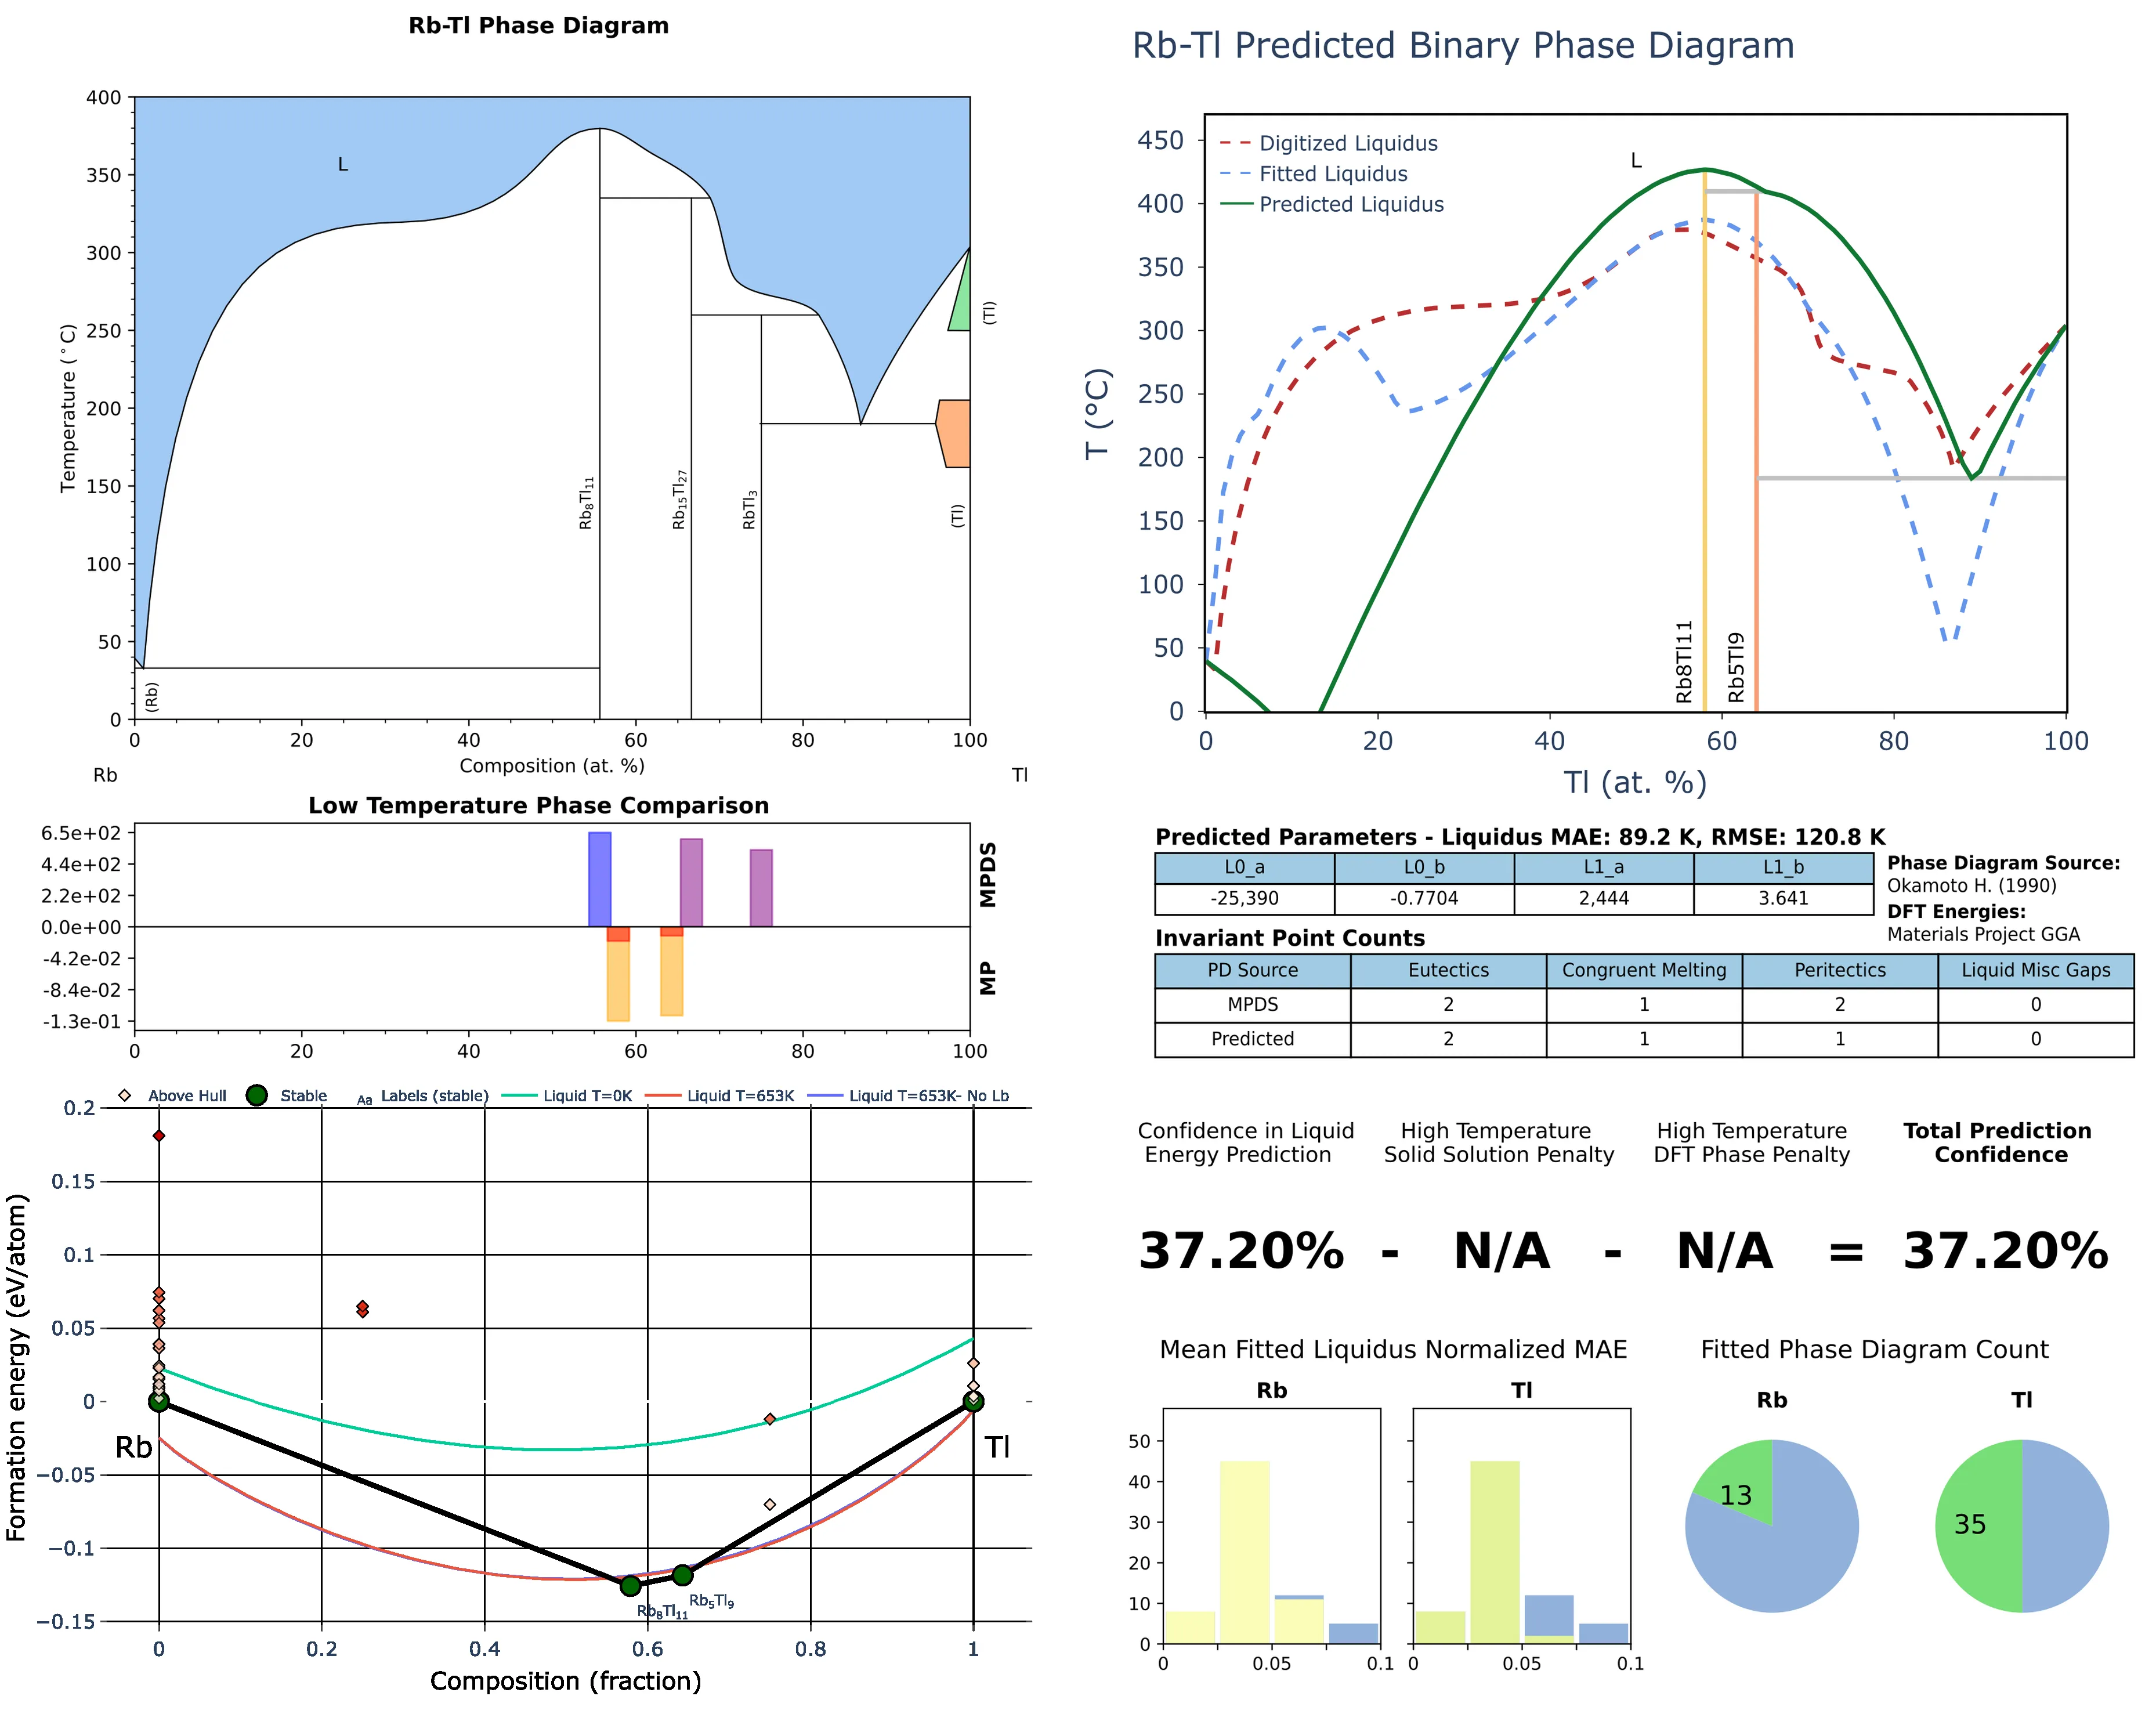 Rb-Tl Phase Diagram
400
350
300
250
200
150
100
50
0
Temperature (°C)
L
Rb8Tl11
Rb15Tl27
RbTl3
(Rb)
(Tl)
(Tl)
0 20 40 60 80 100
Composition (at. %)
Rb Tl
Low Temperature Phase Comparison
6.5e+02
4.4e+02
2.2e+02
0.0e+00
-4.2e-02
-8.4e-02
-1.3e-01
MPDS
MP
0 20 40 60 80 100
Above Hull Stable Aa Labels (stable) Liquid T=0K Liquid T=653K Liquid T=653K- No Lb
0.2
0.15
0.1
0.05
0
−0.05
−0.1
−0.15
Formation energy (eV/atom)
Rb Tl
Rb8Tl11
Rb5Tl9
0 0.2 0.4 0.6 0.8 1
Composition (fraction)
Rb-Tl Predicted Binary Phase Diagram
450
400
350
300
250
200
150
100
50
0
T (°C)
Digitized Liquidus
Fitted Liquidus
Predicted Liquidus
L
Rb8Tl11
Rb5Tl9
0 20 40 60 80 100
Tl (at. %)
Predicted Parameters - Liquidus MAE: 89.2 K, RMSE: 120.8 K
L0_a L0_b L1_a L1_b
-25,390 -0.7704 2,444 3.641
Phase Diagram Source:
Okamoto H. (1990)
DFT Energies:
Materials Project GGA
Invariant Point Counts
PD Source Eutectics Congruent Melting Peritectics Liquid Misc Gaps
MPDS 2 1 2 0
Predicted 2 1 1 0
Confidence in Liquid
Energy Prediction
High Temperature
Solid Solution Penalty
High Temperature
DFT Phase Penalty
Total Prediction
Confidence
37.20% - N/A - N/A = 37.20%
Mean Fitted Liquidus Normalized MAE
Rb Tl
50
40
30
20
10
0
0 0.05 0.1
0 0.05 0.1
Fitted Phase Diagram Count
Rb Tl
13
35